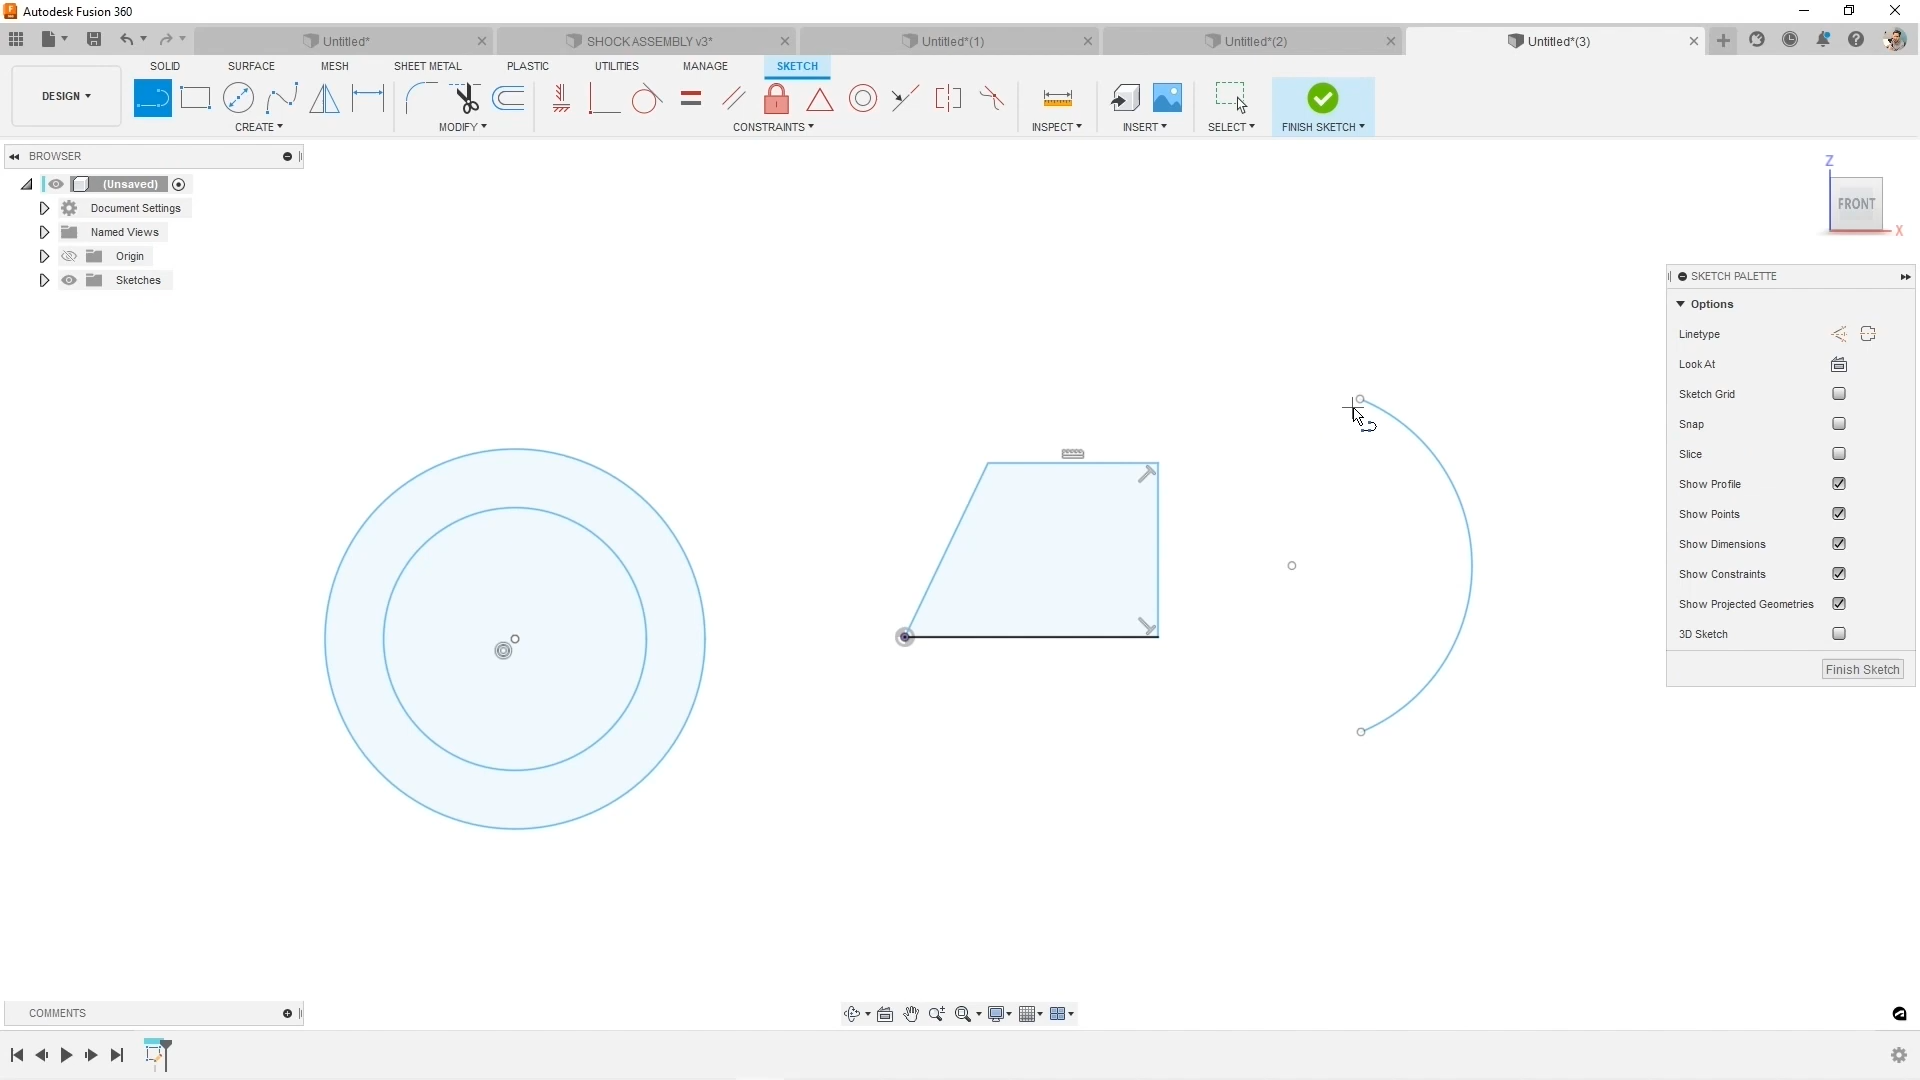 Autodesk Fusion 360
Untitled*
SHOCK ASSEMBLY v3*
Untitled*(1)
Untitled*(2)
Untitled*(3)
SOLID
SURFACE
MESH
SHEET METAL
PLASTIC
UTILITIES
MANAGE
SKETCH
DESIGN
CREATE
MODIFY
CONSTRAINTS
INSPECT
INSERT
SELECT
FINISH SKETCH
BROWSER
(Unsaved)
Document Settings
Named Views
Origin
Sketches
Z
FRONT
X
SKETCH PALETTE
Options
Linetype
Look At
Sketch Grid
Snap
Slice
Show Profile
Show Points
Show Dimensions
Show Constraints
Show Projected Geometries
3D Sketch
Finish Sketch
COMMENTS